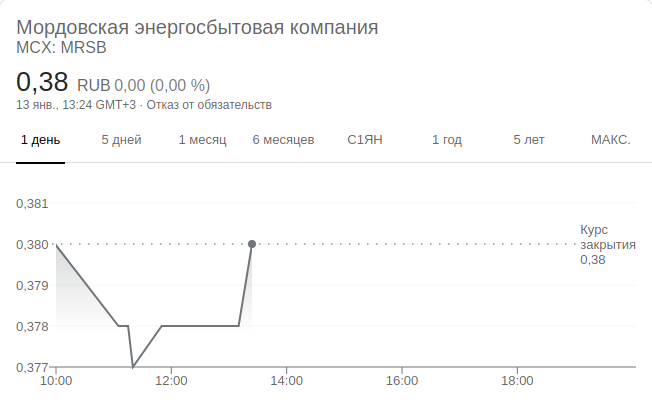 Мордовская энергосбытовая компания
MCX: MRSB
0,38 RUB 0,00 (0,00 %)
13 янв., 13:24 GMT+3 · Отказ от обязательств
1 день 5 дней 1 месяц 6 месяцев С1ЯН 1 год 5 лет МАКС.
0,381
Курс
0,380 закрытия
0,38
0,379
0,378
0,377
10:00 12:00 14:00 16:00 18:00